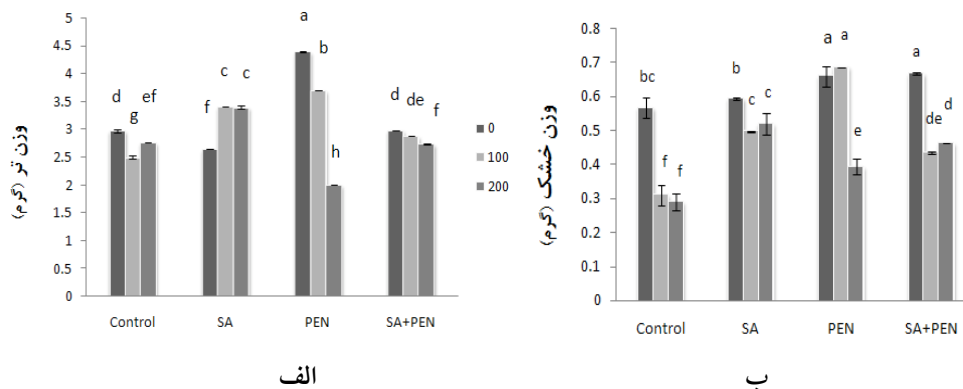 5
4.5
4
3.5
3
2.5
2
1.5
1
0.5
0
وزن تر (گرم)
d g ef
f c c
a b h
d de f
Control SA PEN SA+PEN
0
100
200
الف
0.8
0.7
0.6
0.5
0.4
0.3
0.2
0.1
0
وزن خشک (گرم)
bc f f
b c c
a a e
a de d
Control SA PEN SA+PEN
ب